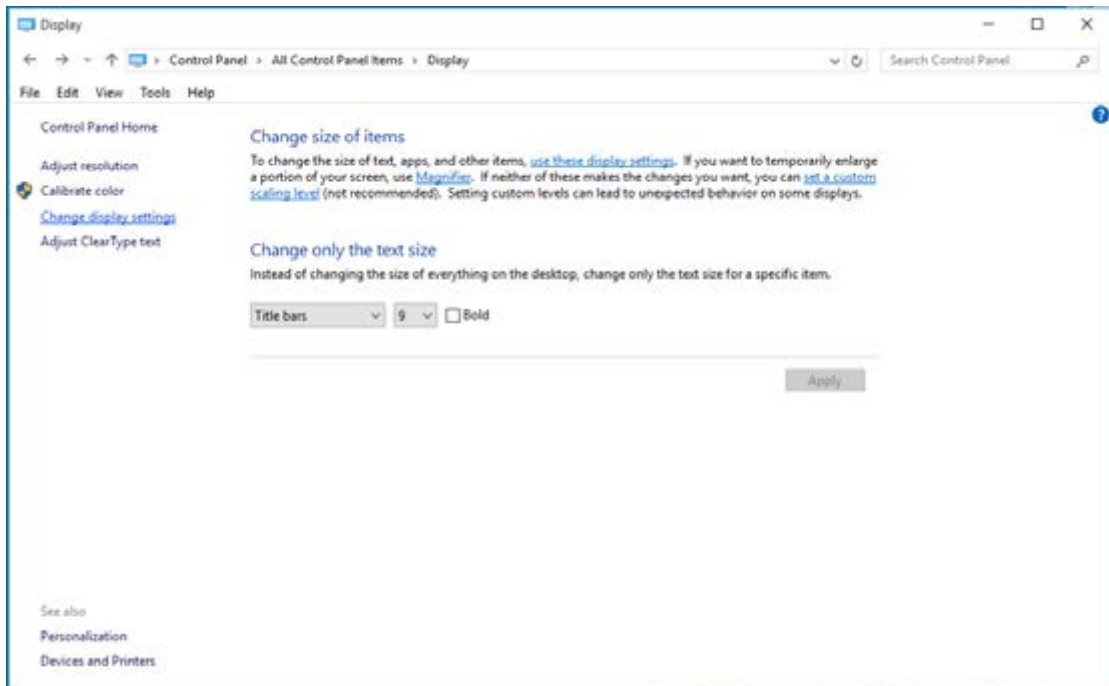 Display
Control Panel > All Control Panel Items > Display
Search Control Panel
File Edit View Tools Help
Control Panel Home
Adjust resolution
Calibrate color
Change display settings
Adjust ClearType text
Change size of items
To change the size of text, apps, and other items, use these display settings. If you want to temporarily enlarge
a portion of your screen, use Magnifier. If neither of these makes the changes you want, you can set a custom
scaling level (not recommended). Setting custom levels can lead to unexpected behavior on some displays.
Change only the text size
Instead of changing the size of everything on the desktop, change only the text size for a specific item.
Title bars 9 Bold
Apply
See also
Personalization
Devices and Printers